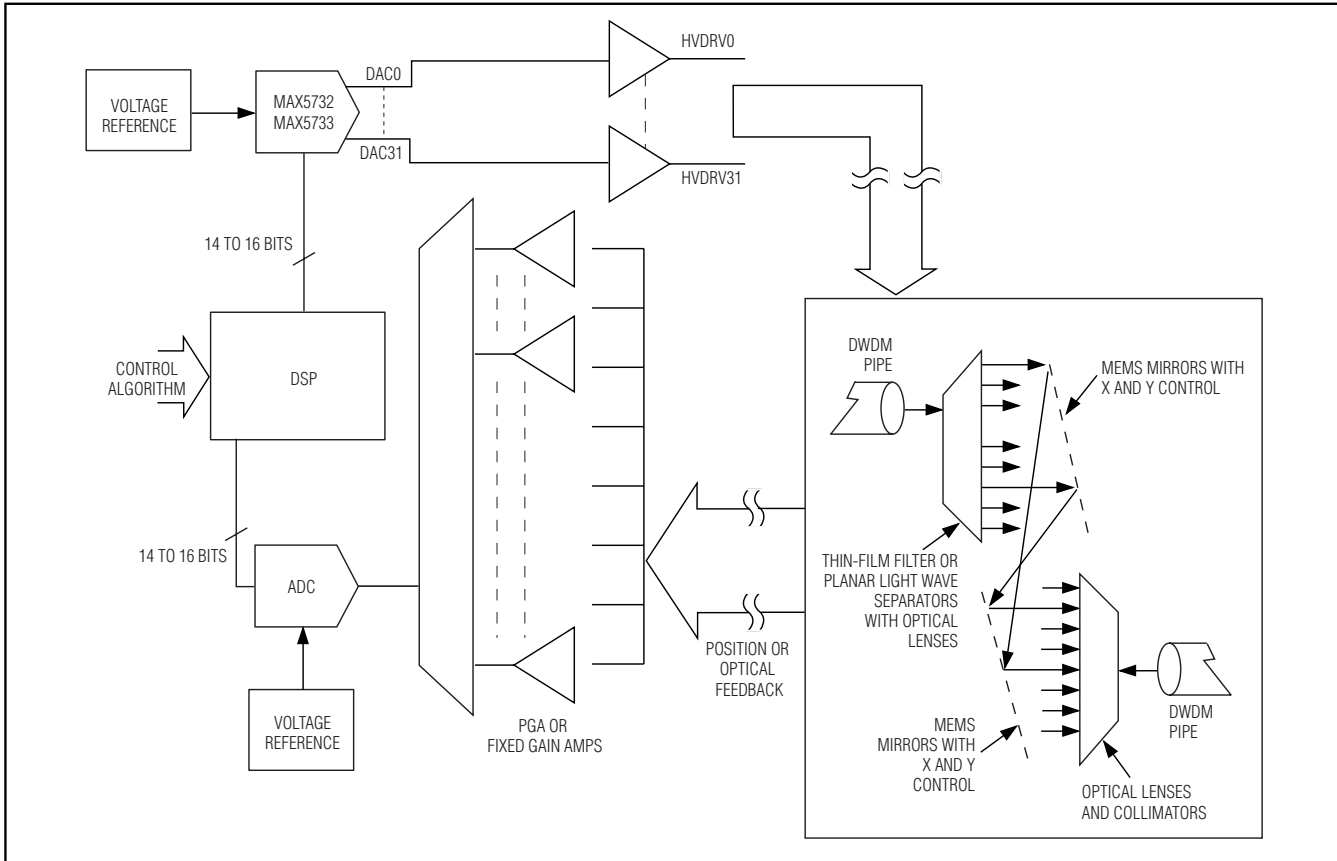 VOLTAGE
REFERENCE
MAX5732
MAX5733
DAC0
DAC31
HVDRV0
HVDRV31
14 TO 16 BITS
CONTROL
ALGORITHM
DSP
14 TO 16 BITS
ADC
VOLTAGE
REFERENCE
PGA OR
FIXED GAIN AMPS
POSITION OR
OPTICAL
FEEDBACK
DWDM
PIPE
MEMS MIRRORS WITH
X AND Y CONTROL
THIN-FILM FILTER OR
PLANAR LIGHT WAVE
SEPARATORS
WITH OPTICAL
LENSES
MEMS
MIRRORS WITH
X AND Y
CONTROL
DWDM
PIPE
OPTICAL LENSES
AND COLLIMATORS